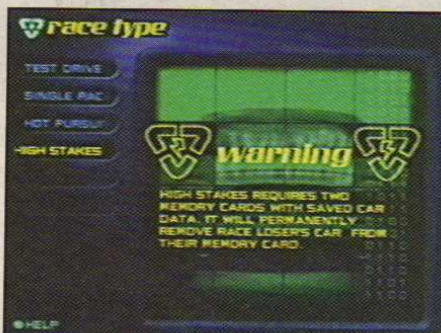 race type
TEST DRIVE
SINGLE RAC
HOT PURSUI
HIGH STAKES
warning
HIGH STAKES REQUIRES TWO
MEMORY CARDS WITH SAVED CAR
DATA. IT WILL PERMANENTLY
REMOVE RACE LOSER'S CAR FROM
THEIR MEMORY CARD.
HELP